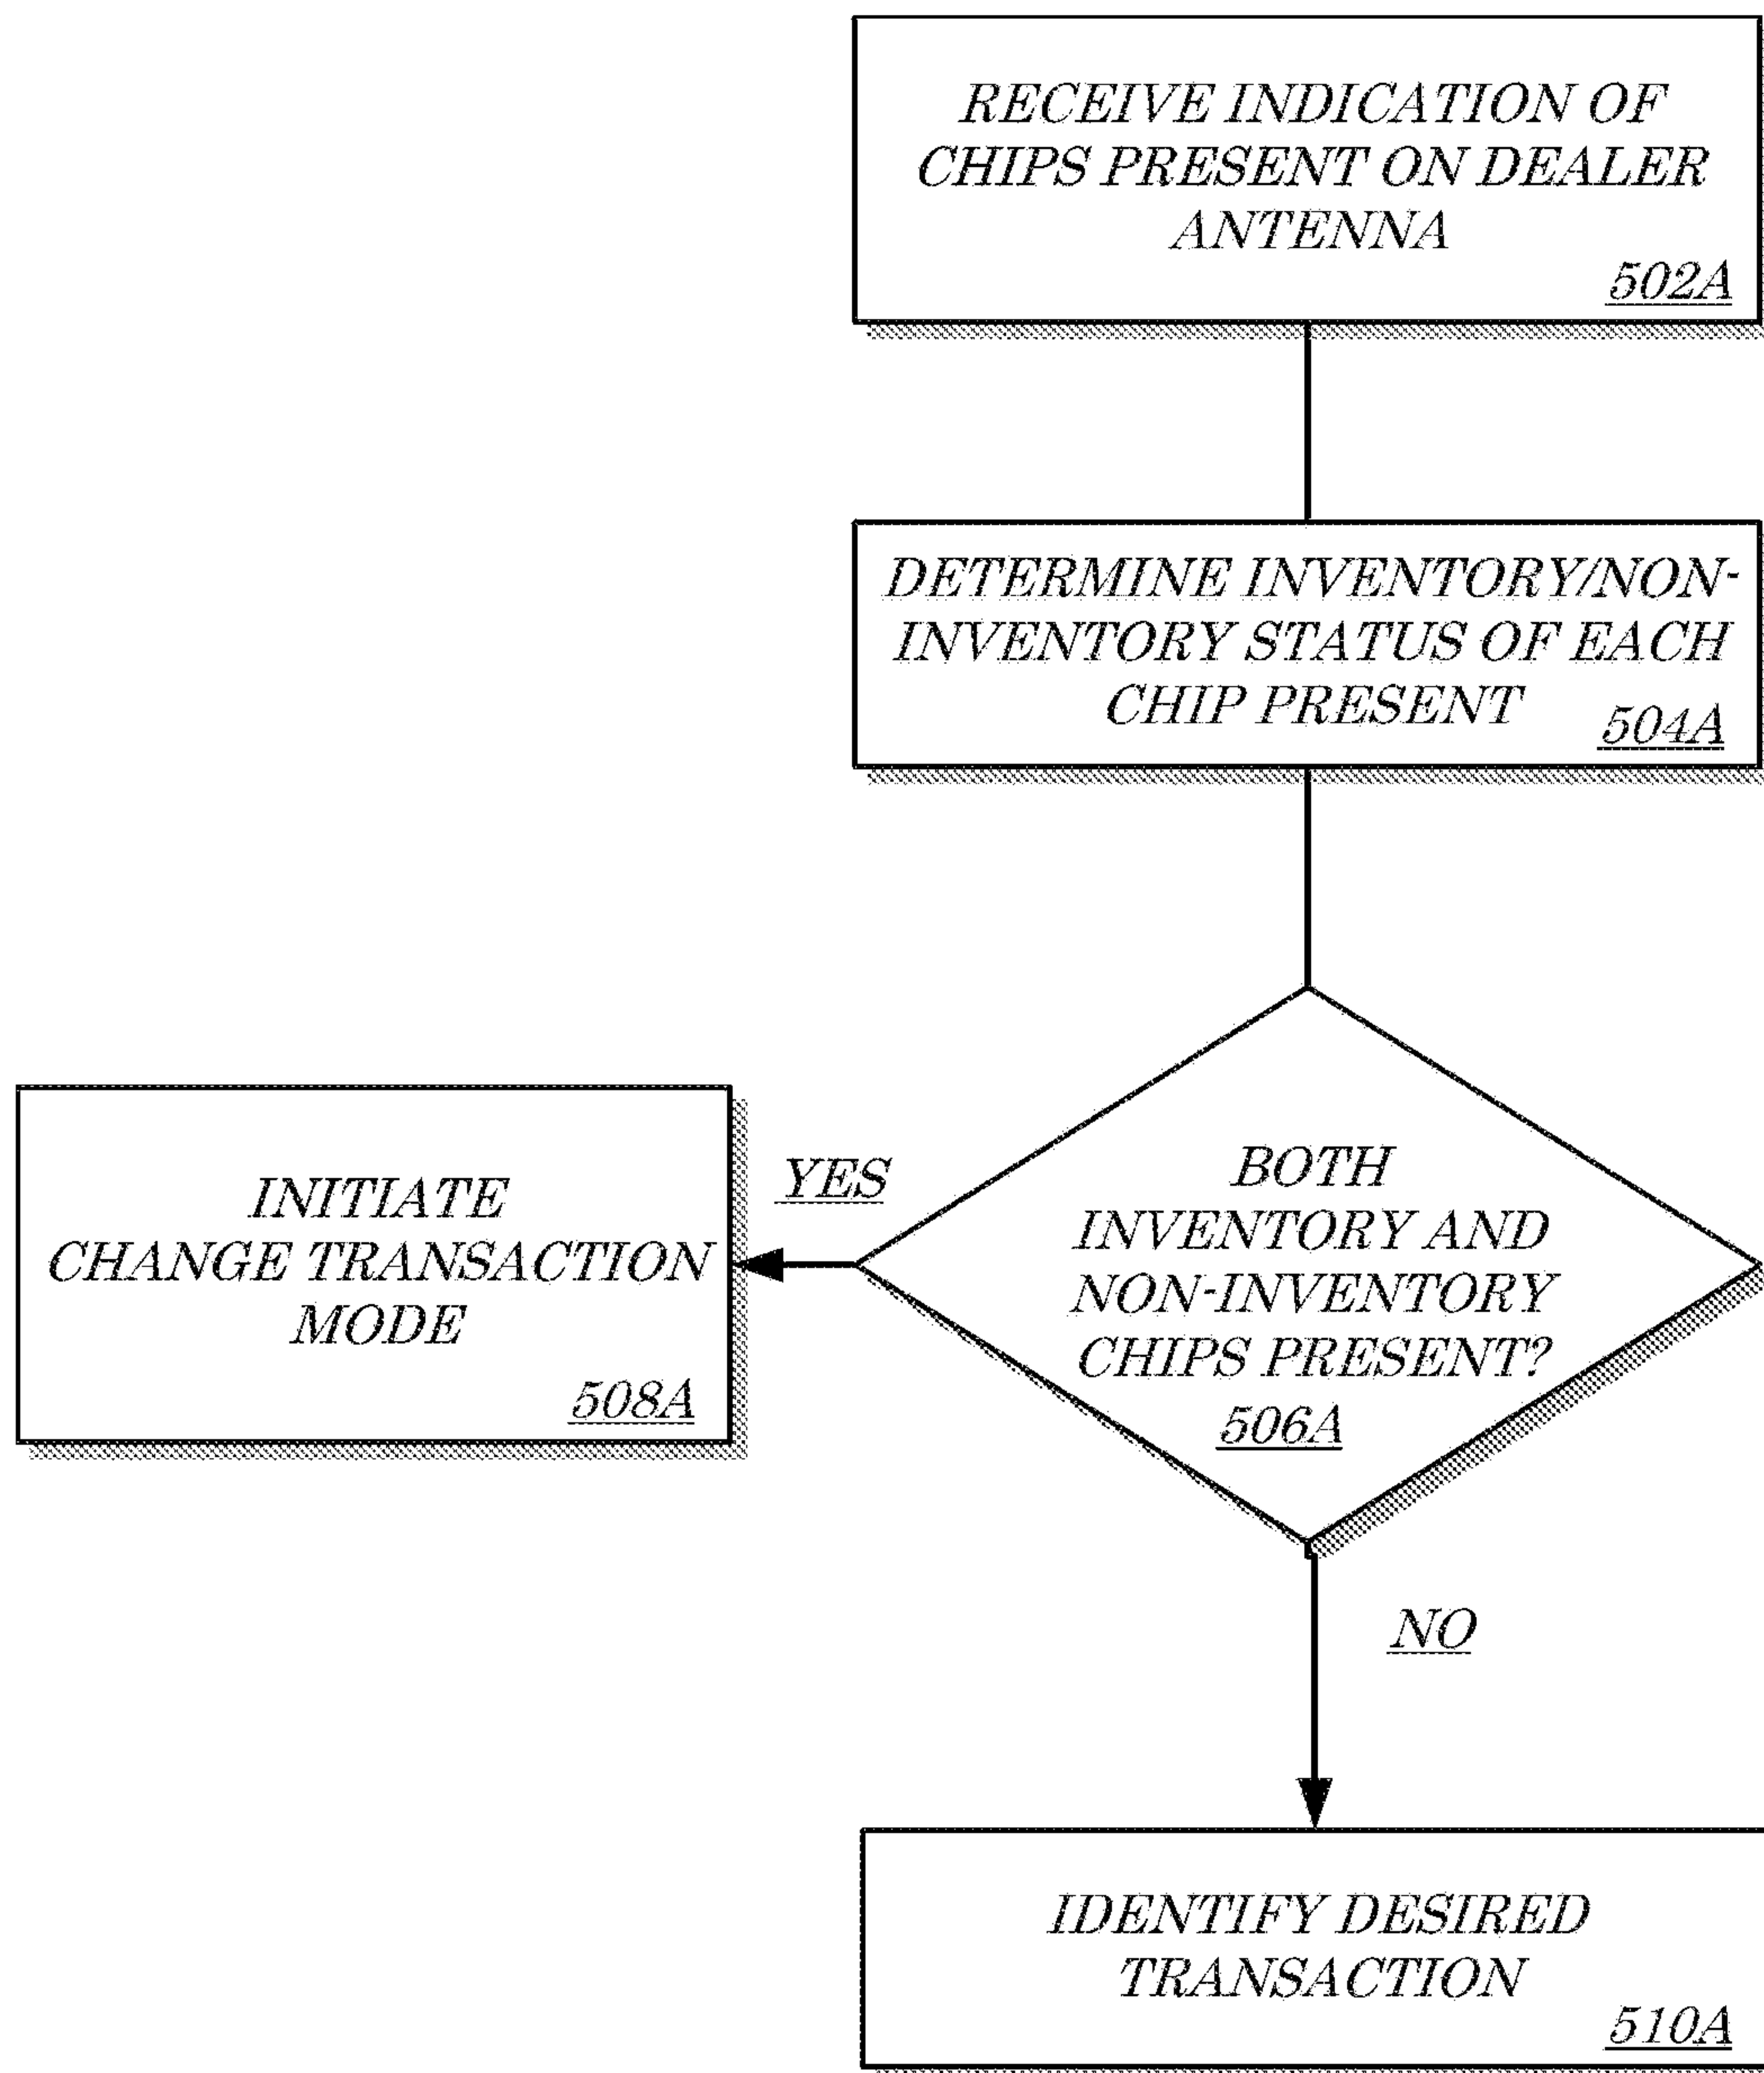 RECEIVE INDICATION OF
CHIPS PRESENT ON DEALER
ANTENNA
502A
DETERMINE INVENTORY/NON-
INVENTORY STATUS OF EACH
CHIP PRESENT
504A
BOTH
INVENTORY AND
NON-INVENTORY
CHIPS PRESENT?
506A
YES
INITIATE
CHANGE TRANSACTION
MODE
508A
NO
IDENTIFY DESIRED
TRANSACTION
510A